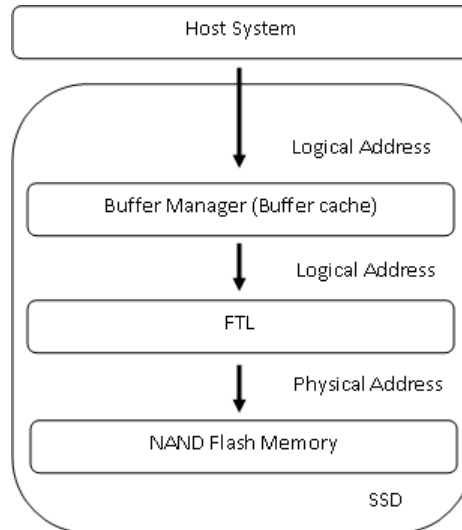 Host System
Logical Address
Buffer Manager (Buffer cache)
Logical Address
FTL
Physical Address
NAND Flash Memory
SSD